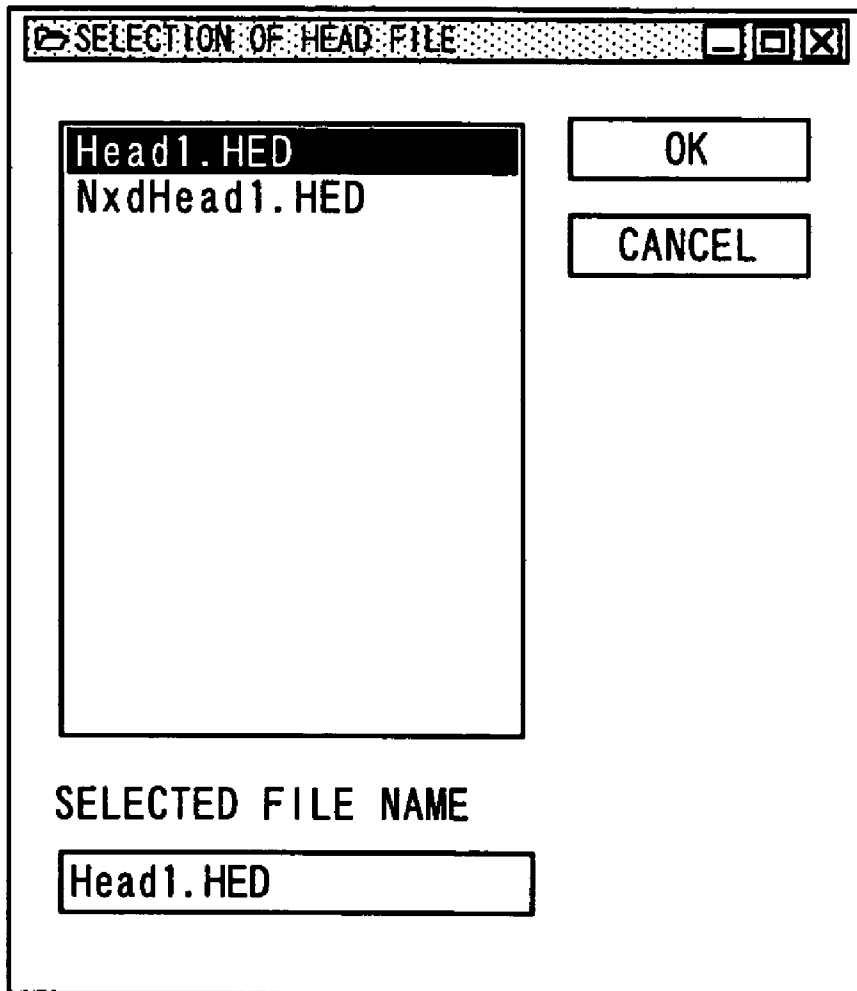 SELECTION OF HEAD FILE
Head1.HED
NxdHead1.HED
OK
CANCEL
SELECTED FILE NAME
Head1.HED